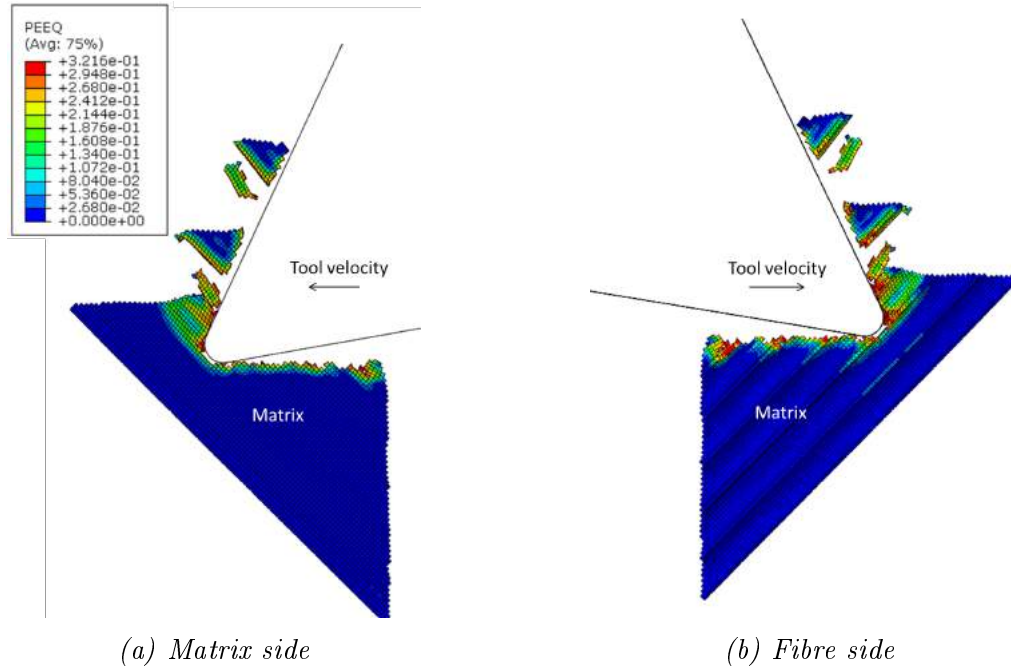 PEEQ
(Avg: 75%)
+3.216e-01
+2.948e-01
+2.680e-01
+2.412e-01
+2.144e-01
+1.876e-01
+1.608e-01
+1.340e-01
+1.072e-01
+8.040e-02
+5.360e-02
+2.680e-02
+0.000e+00
Tool velocity
Matrix
Tool velocity
Matrix
(a) Matrix side
(b) Fibre side